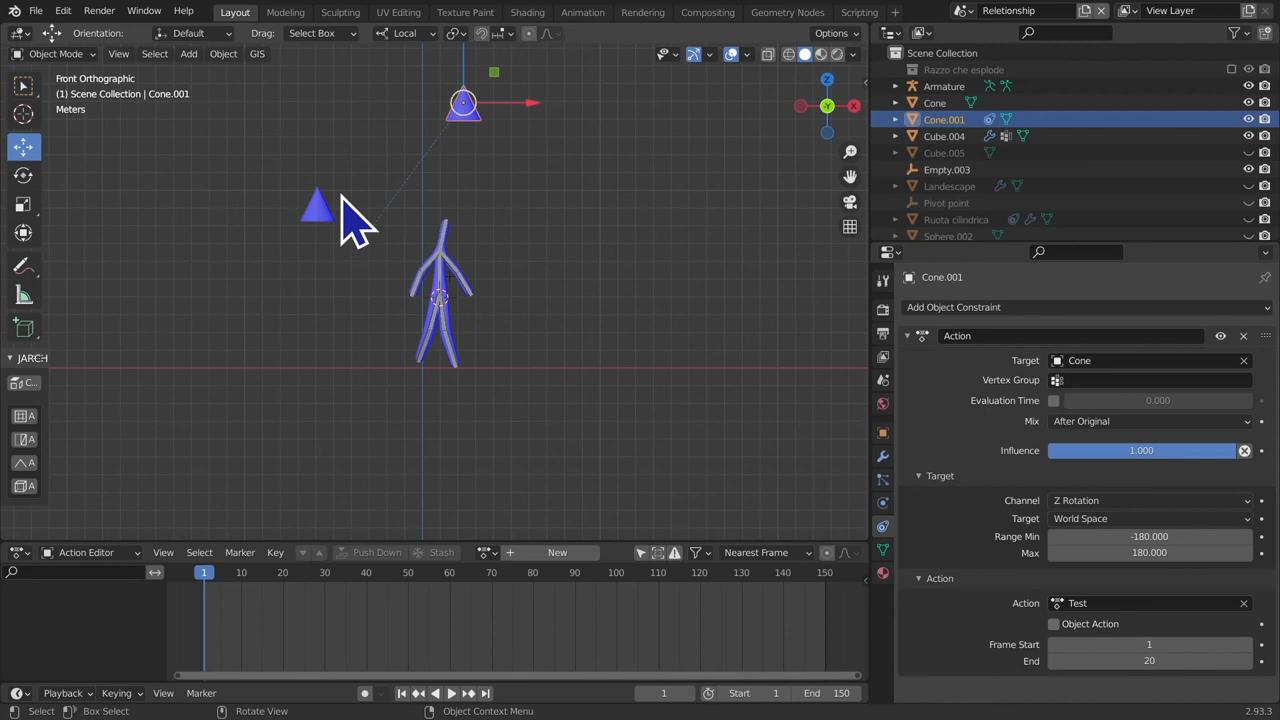 File Edit Render Window Help Layout Modeling Sculpting UV Editing Texture Paint Shading Animation Rendering Compositing Geometry Nodes Scripting Relationship View Layer
Orientation: Default Drag: Select Box Local Options
Object Mode View Select Add Object GIS
Front Orthographic
(1) Scene Collection | Cone.001
Meters
Z
-Y X
JARCH
C...
A
A
A
A
Scene Collection
Razzo che esplode
Armature
Cone
Cone.001
Cube.004
Cube.005
Empty.003
Landscape
Pivot point
Ruota cilindrica
Sphere.002
Cone.001
Add Object Constraint
Action
Target Cone
Vertex Group
Evaluation Time 0.000
Mix After Original
Influence 1.000
Target
Channel Z Rotation
Target World Space
Range Min -180.000
Max 180.000
Action
Action Test
Object Action
Frame Start 1
End 20
Action Editor View Select Marker Key Push Down Stash New Nearest Frame
1 10 20 30 40 50 60 70 80 90 100 110 120 130 140 150
Playback Keying View Marker 1 Start 1 End 150
Select Box Select Rotate View Object Context Menu 2.93.3